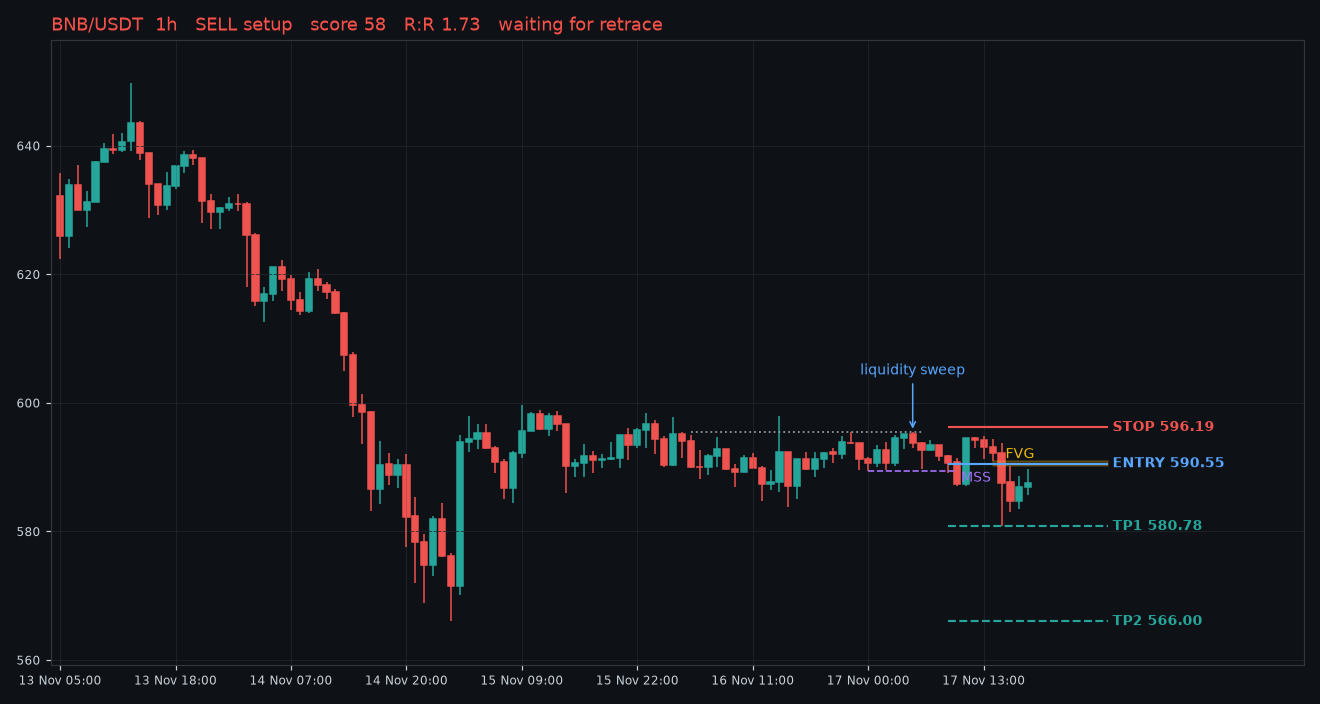 BNB/USDT 1h SELL setup score 58 R:R 1.73 waiting for retrace
640
620
600
580
560
liquidity sweep
STOP 596.19
FVG
ENTRY 590.55
MSS
TP1 580.78
TP2 566.00
13 Nov 05:00
13 Nov 18:00
14 Nov 07:00
14 Nov 20:00
15 Nov 09:00
15 Nov 22:00
16 Nov 11:00
17 Nov 00:00
17 Nov 13:00